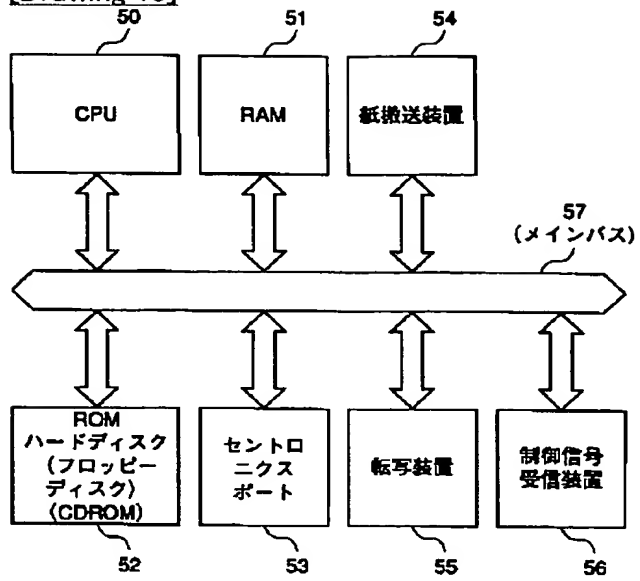 50
51
54
CPU
RAM
紙搬送装置
57
(メインバス)
ROM
ハードディスク
(フロッピー
ディスク)
(CDROM)
セントロ
ニクス
ポート
転写装置
制御信号
受信装置
52
53
55
56